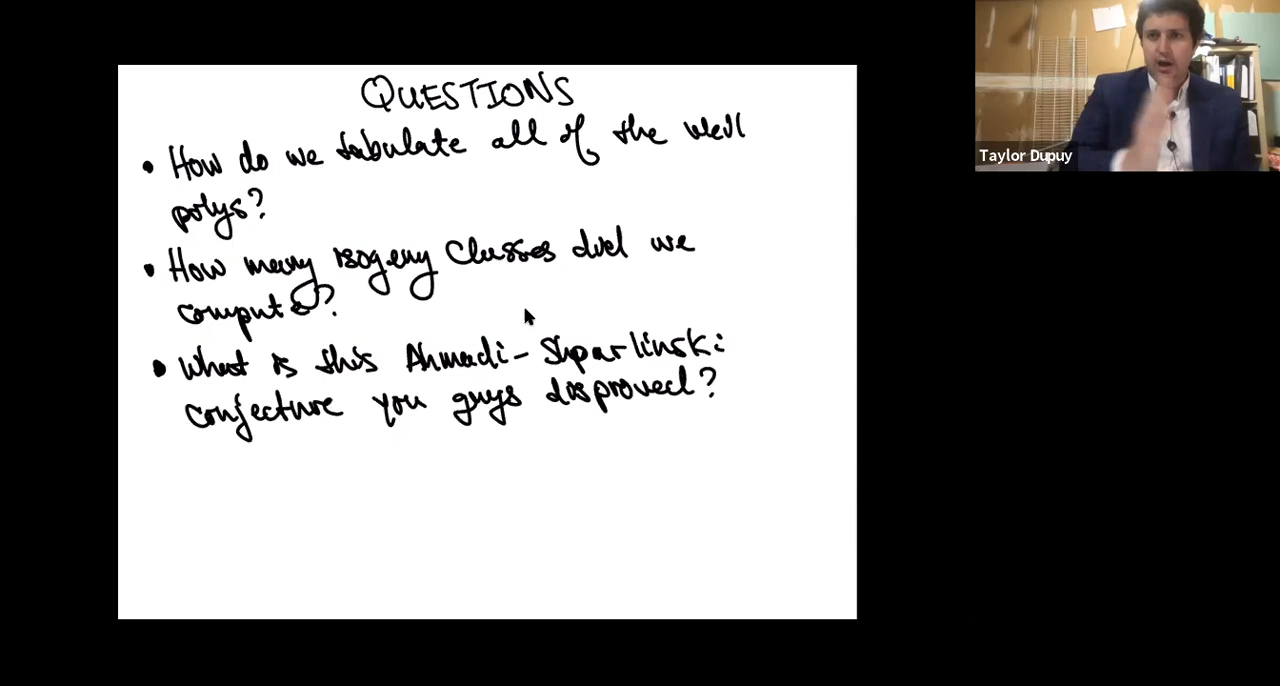 QUESTIONS
• How do we tabulate all of the Weil
polys?
• How many isogeny classes did we
compute?
• What is this Ahmadi-Shparlinski
conjecture you guys disproved?
Taylor Dupuy